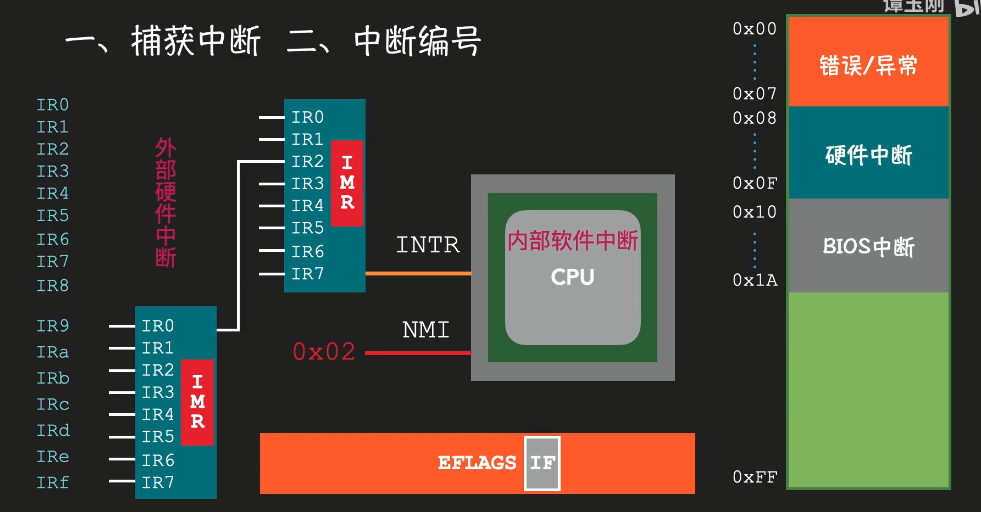 谭玉刚 bi
一、捕获中断 二、中断编号
IR0
IR1
IR2
IR3
IR4
IR5
IR6
IR7
IR8
IR9
IRa
IRb
IRc
IRd
IRe
IRf
外部硬件中断
IR0
IR1
IR2
IR3
IR4
IR5
IR6
IR7
IMR
IR0
IR1
IR2
IR3
IR4
IR5
IR6
IR7
IMR
INTR
NMI
0x02
内部软件中断
CPU
EFLAGS IF
0x00
错误/异常
0x07
0x08
硬件中断
0x0F
0x10
BIOS中断
0x1A
0xFF